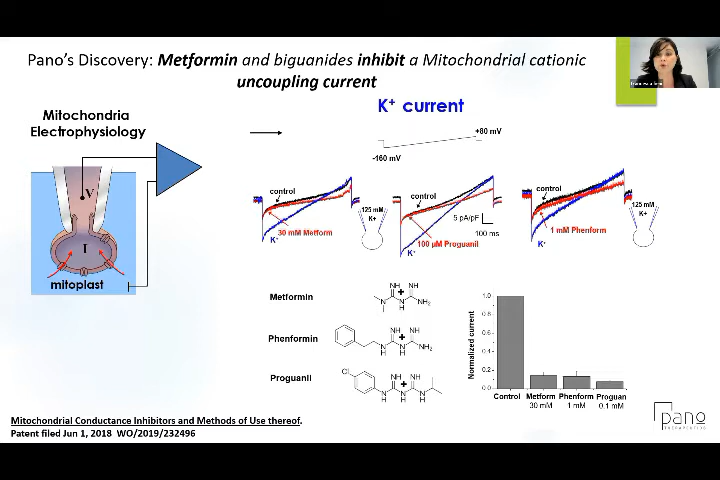 Pano's Discovery: Metformin and biguanides inhibit a Mitochondrial cationic
uncoupling current
Mitochondria
Electrophysiology
V
I
mitoplast
K+ current
+80 mV
-160 mV
control
30 mM Metform
K+
125 mM
K+
control
100 µM Proguanil
K+
5 pA/pF
100 ms
control
1 mM Phenform
K+
125 mM
K+
Metformin
NH
NH
+
N
N
H
NH2
Phenformin
NH
NH
+
N
H
N
H
NH2
Proguanil
Cl
NH
NH
+
N
H
N
H
N
H
Normalized current
1.0
0.8
0.6
0.4
0.2
0.0
Control
Metform
30 mM
Phenform
1 mM
Proguan
0.1 mM
Mitochondrial Conductance Inhibitors and Methods of Use thereof.
Patent filed Jun 1, 2018 WO/2019/232496
pano
THERAPEUTICS